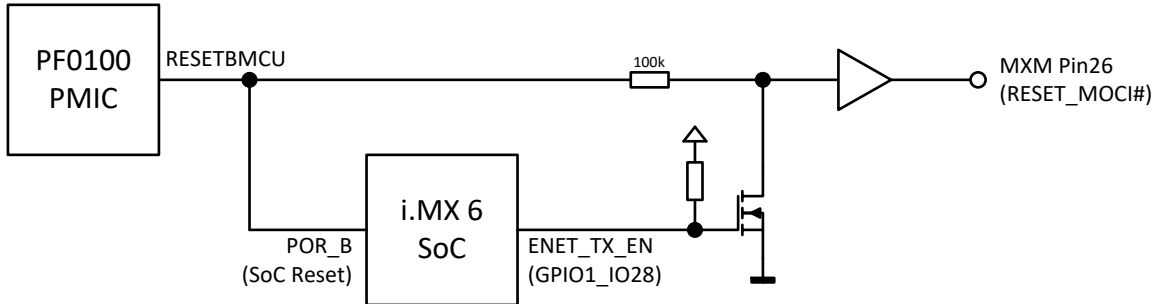 PF0100
PMIC
RESETBMCU
100k
MXM Pin26
(RESET_MOCI#)
i.MX 6
SoC
POR_B
(SoC Reset)
ENET_TX_EN
(GPIO1_IO28)